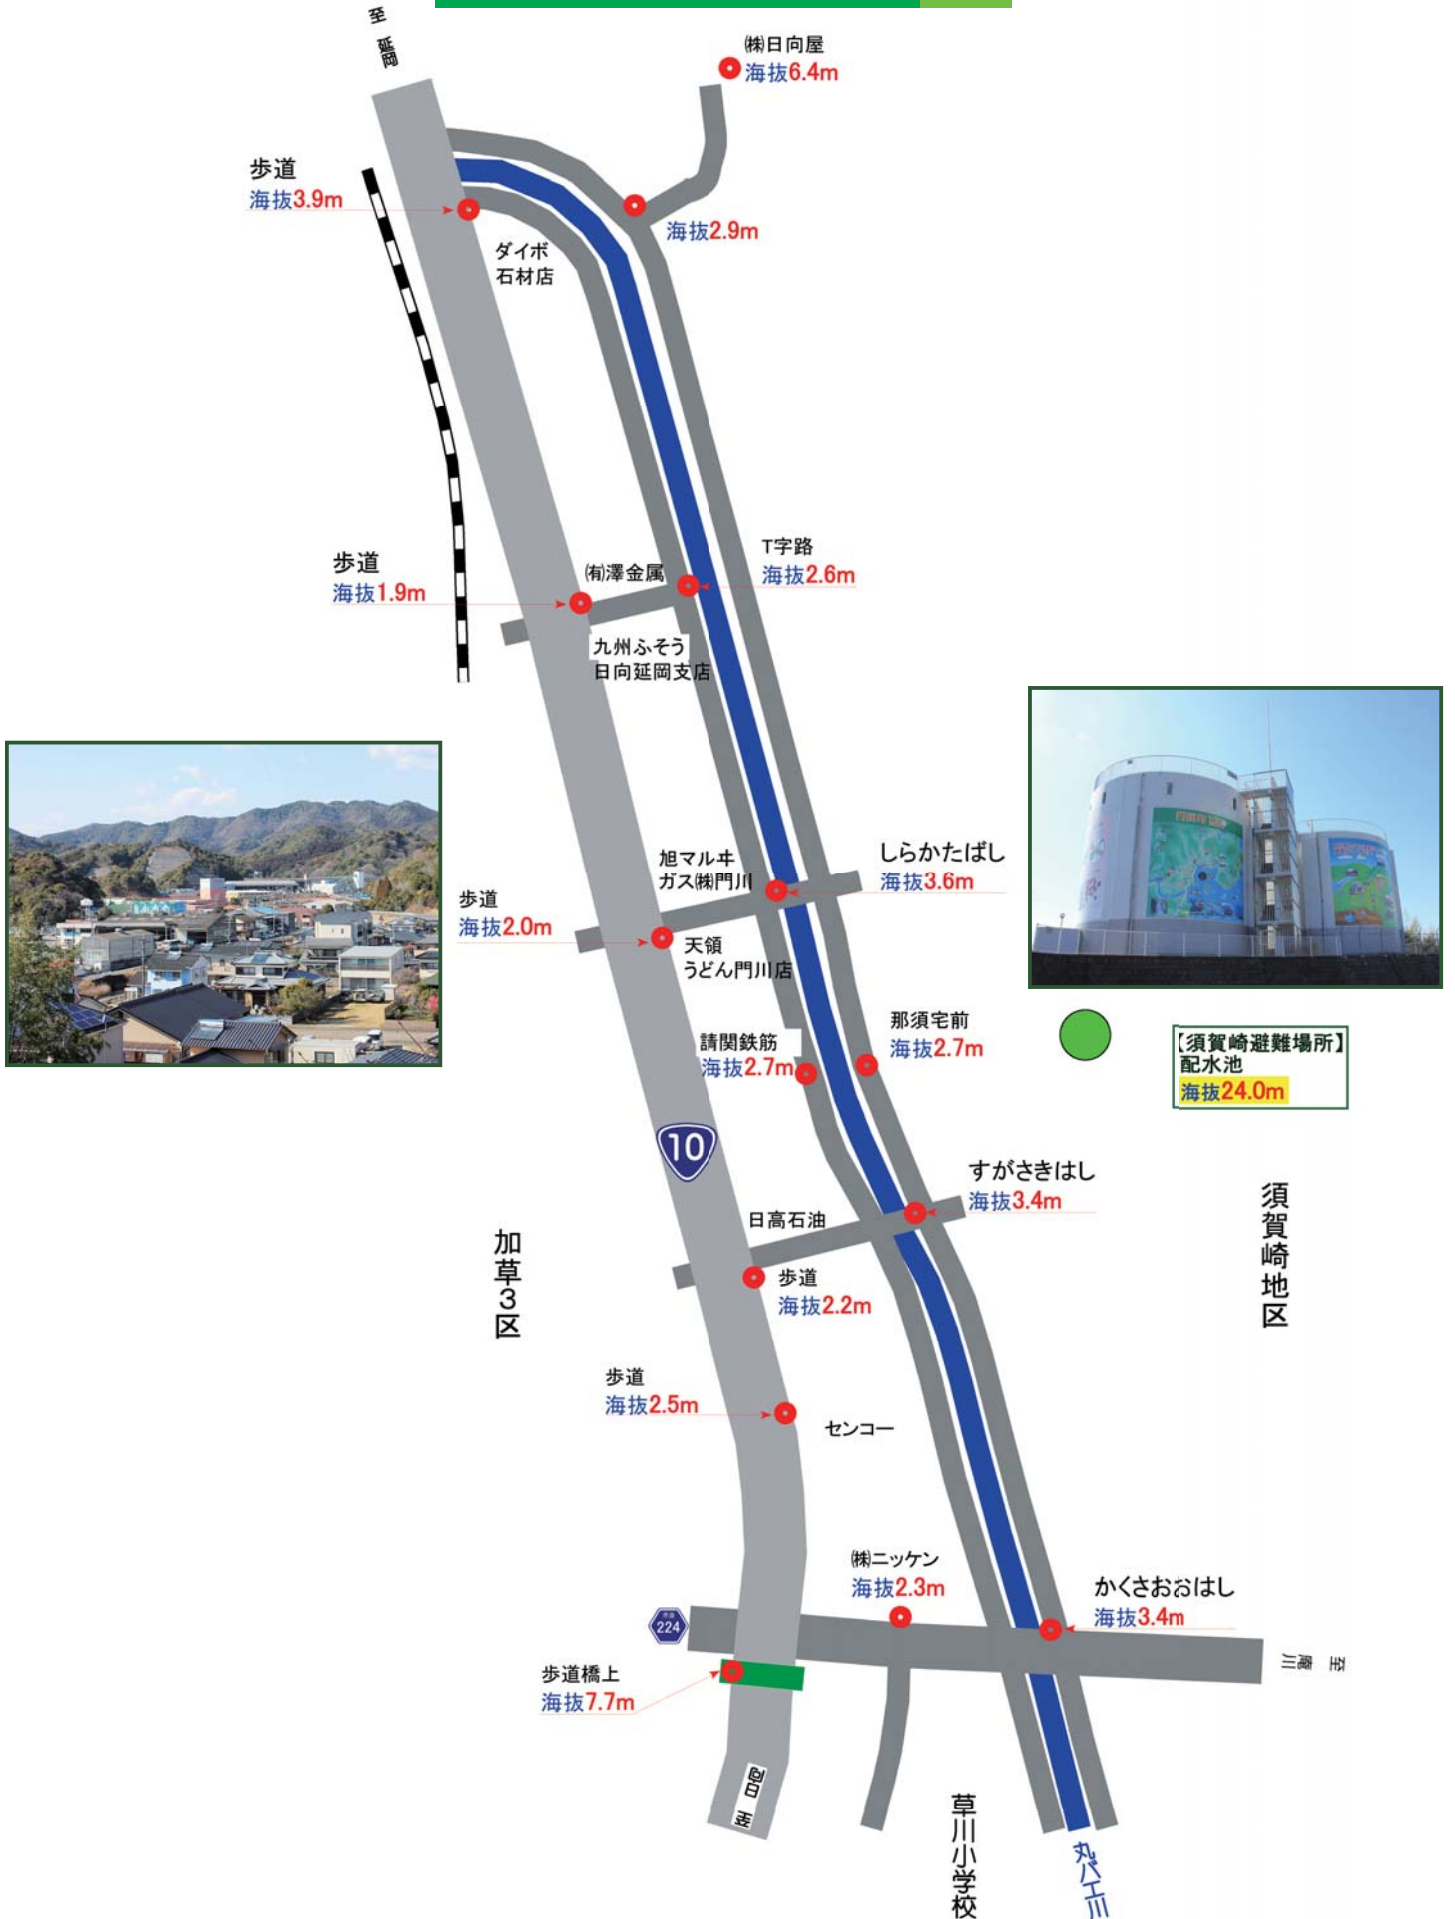 至 延岡
㈱日向屋
海抜6.4m
歩道
海抜3.9m
海抜2.9m
ダイボ
石材店
歩道
海抜1.9m
㈲澤金属
T字路
海抜2.6m
九州ふそう
日向延岡支店
旭マルヰ
ガス㈱門川
しらかたばし
海抜3.6m
歩道
海抜2.0m
天領
うどん門川店
請関鉄筋
海抜2.7m
那須宅前
海抜2.7m
【須賀崎避難場所】
配水池
海抜24.0m
10
すがさきはし
海抜3.4m
日高石油
歩道
海抜2.2m
加草3区
須賀崎地区
歩道
海抜2.5m
センコー
㈱ニッケン
海抜2.3m
かくさおおはし
海抜3.4m
224
至 庵川
歩道橋上
海抜7.7m
至 日向
草川小学校
丸バエ川